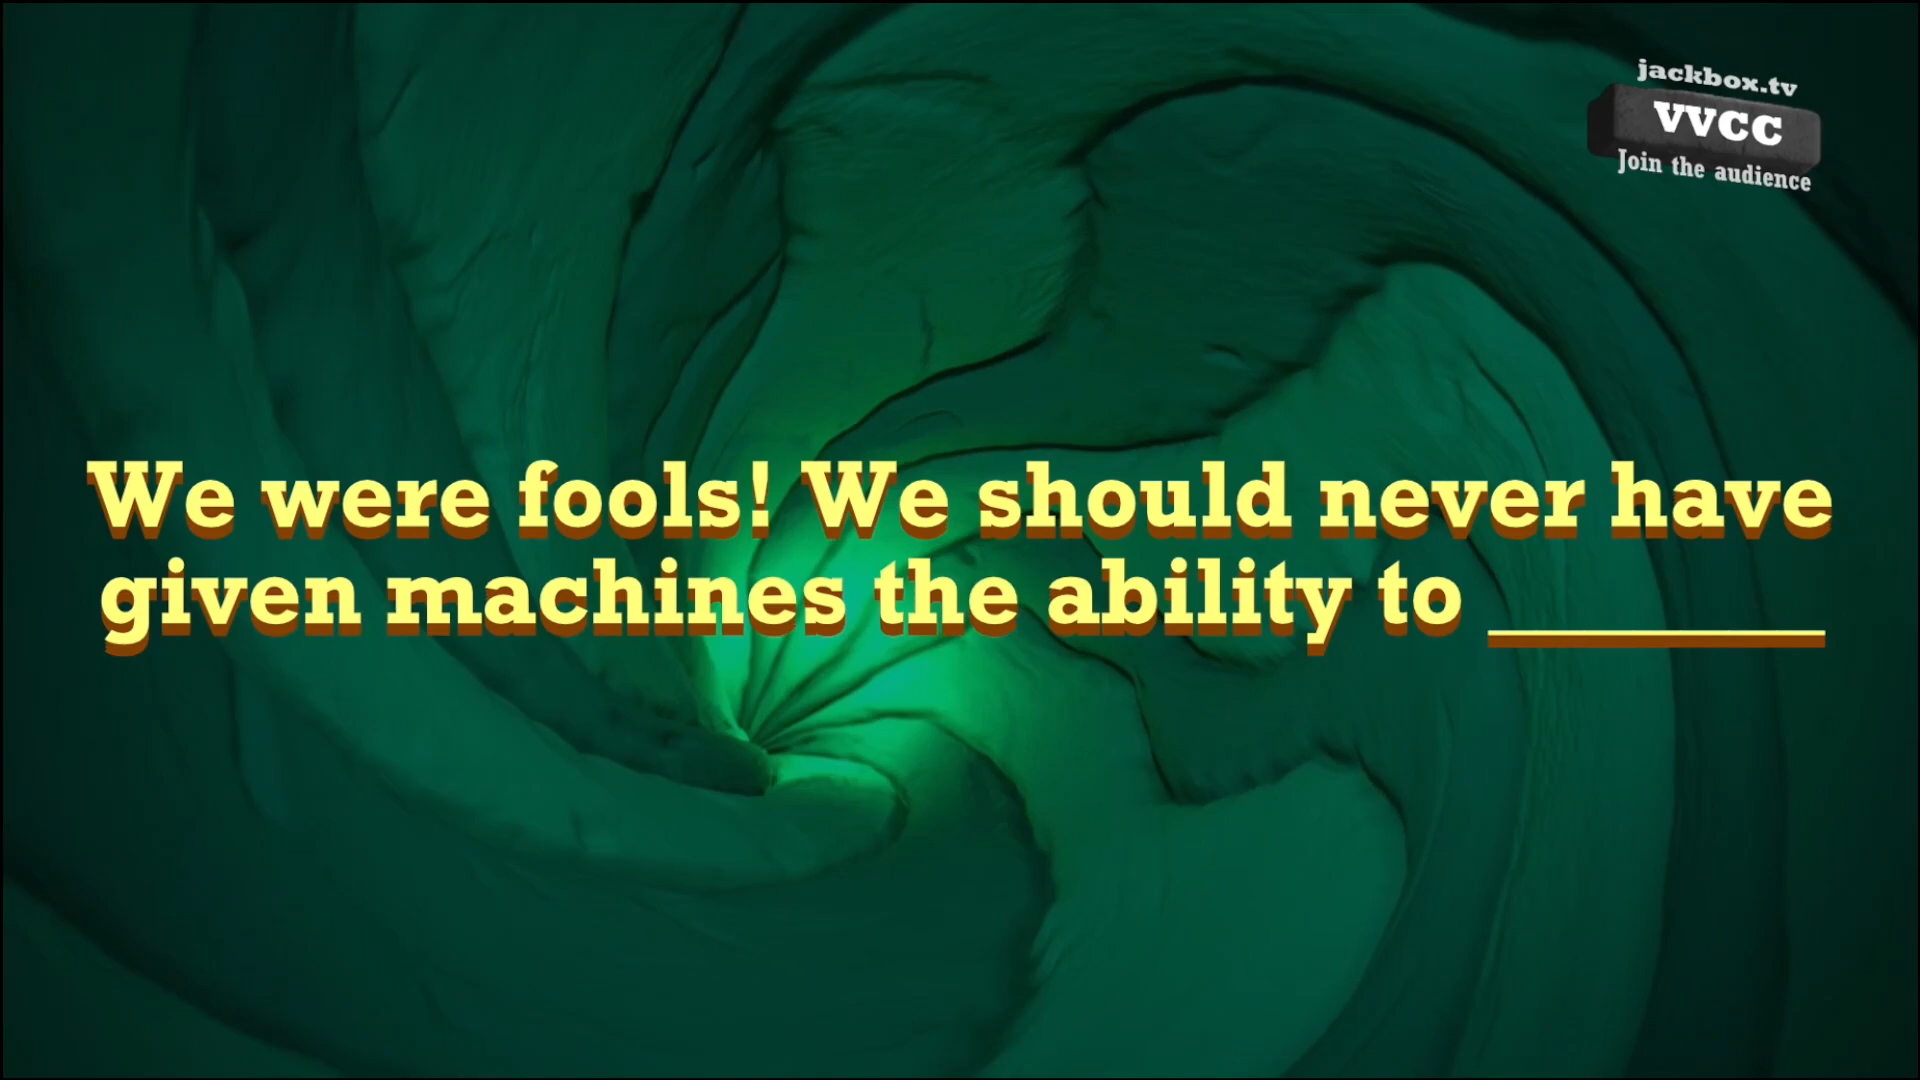 jackbox.tv
VVCC
Join the audience
We were fools! We should never have
given machines the ability to ________